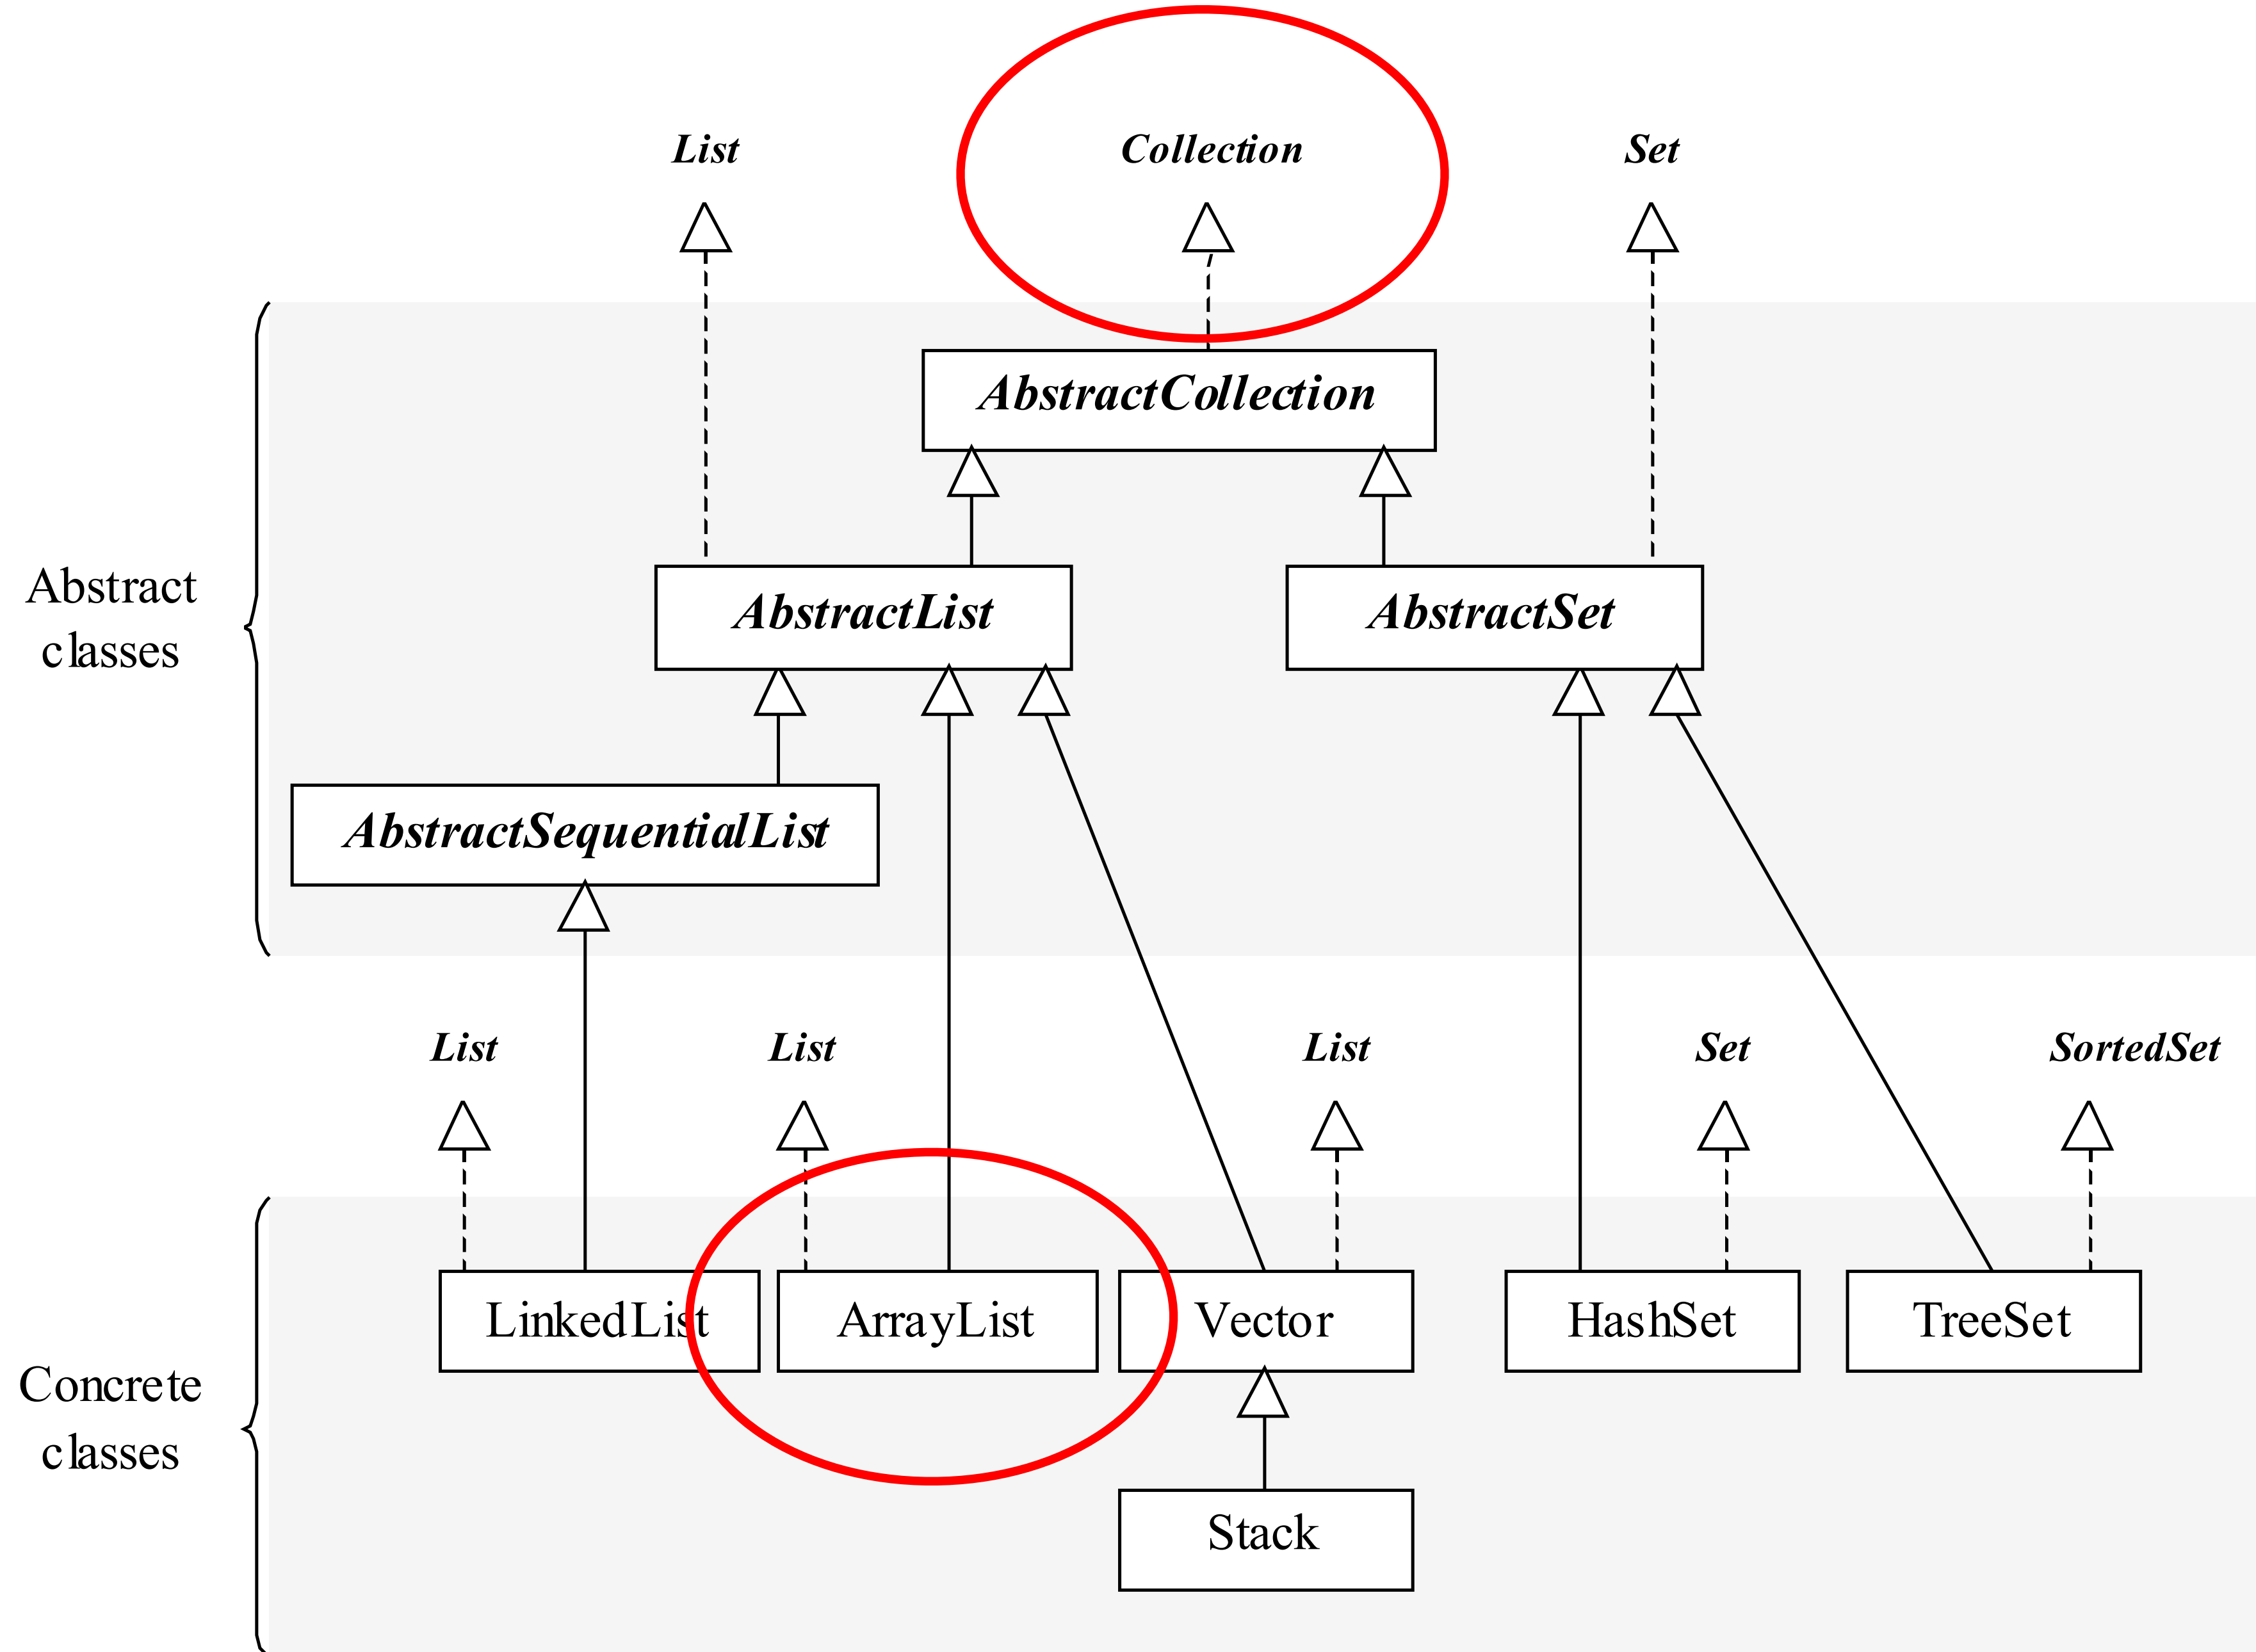 List
Collection
Set
AbstractCollection
Abstract
classes
AbstractList
AbstractSet
AbstractSequentialList
List
List
List
Set
SortedSet
LinkedList
ArrayList
Vector
HashSet
TreeSet
Concrete
classes
Stack